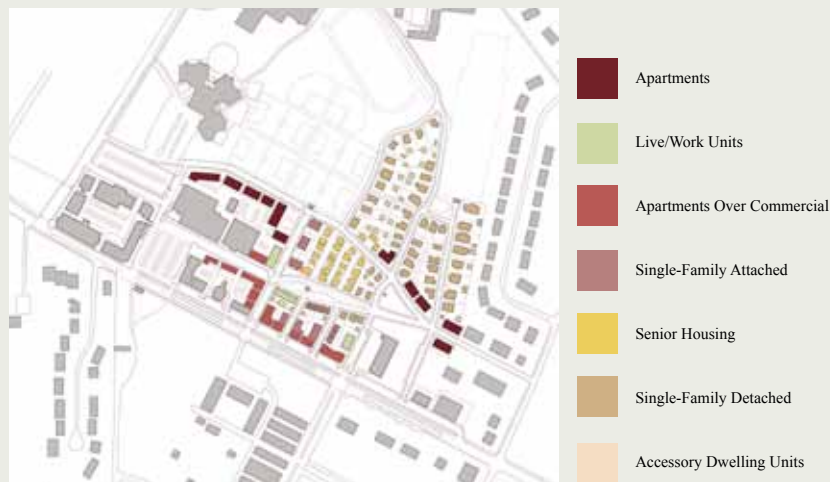 Apartments
Live/Work Units
Apartments Over Commercial
Single-Family Attached
Senior Housing
Single-Family Detached
Accessory Dwelling Units